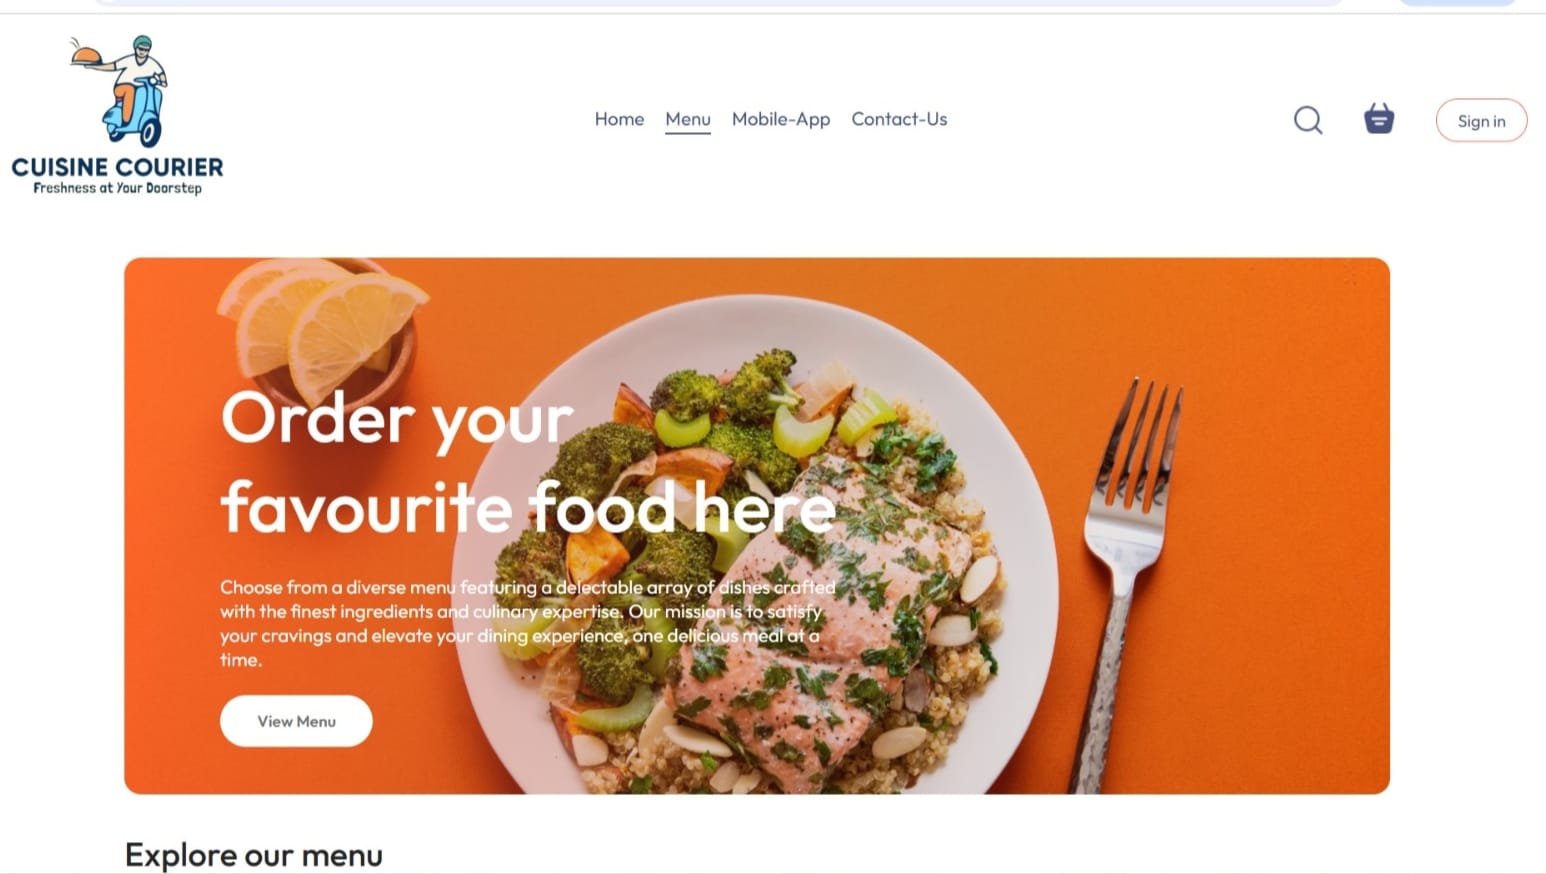 CUISINE COURIER
Freshness at Your Doorstep
Home Menu Mobile-App Contact-Us
Sign in
Order your
favourite food here
Choose from a diverse menu featuring a delectable array of dishes crafted
with the finest ingredients and culinary expertise. Our mission is to satisfy
your cravings and elevate your dining experience, one delicious meal at a
time.
View Menu
Explore our menu